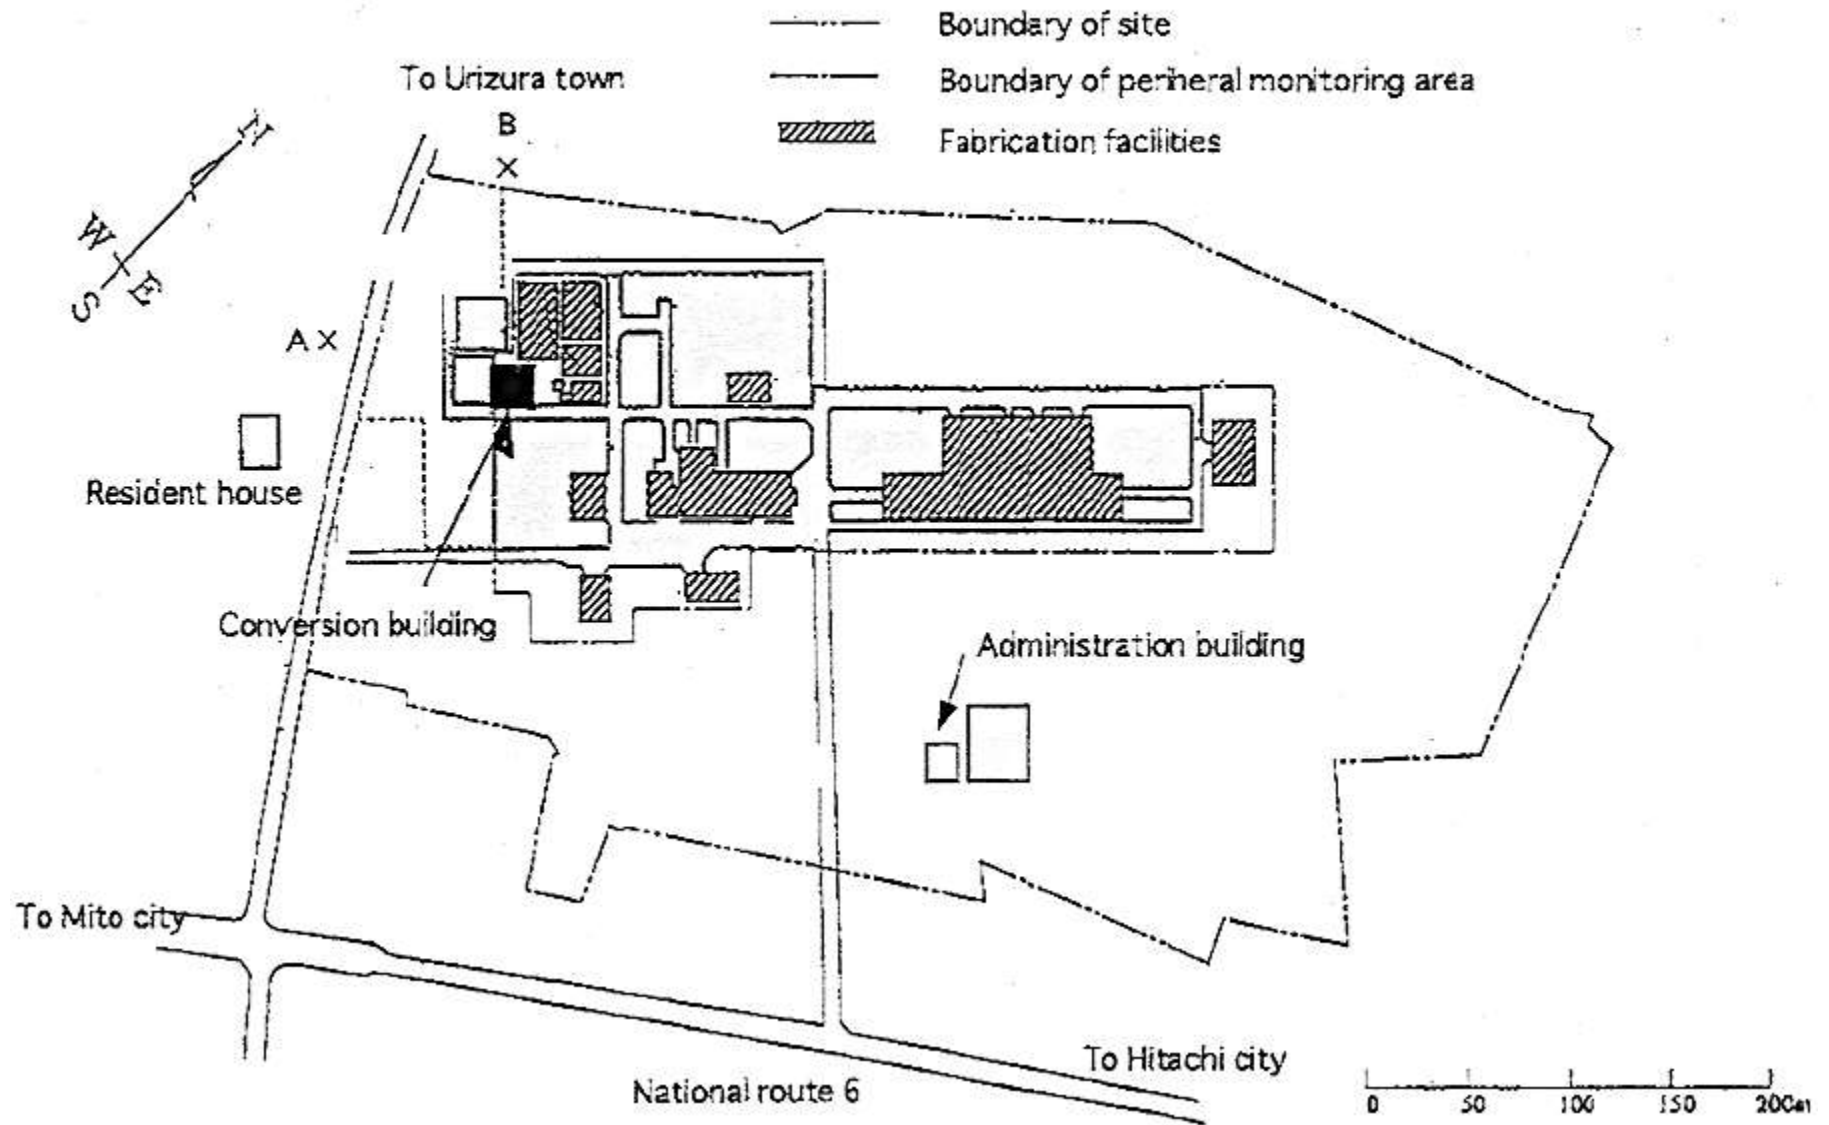 Boundary of site
To Urizura town
Boundary of periheral monitoring area
B
Fabrication facilities
N
W
S
E
A
Resident house
Conversion building
Administration building
To Mito city
To Hitachi city
National route 6
0 50 100 150 200m